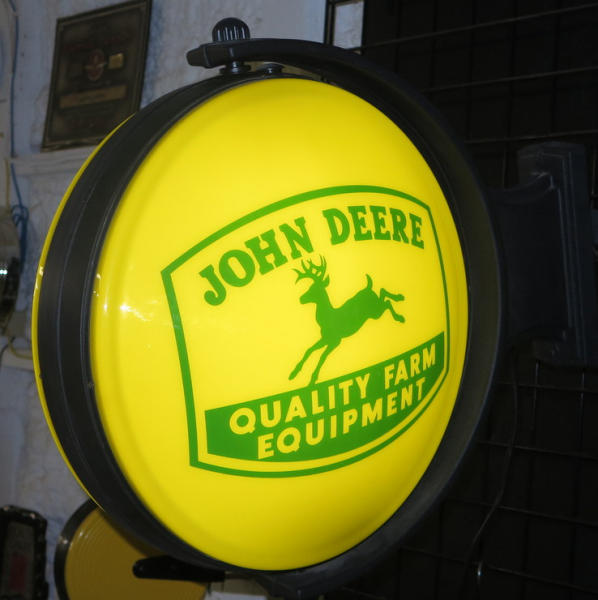 JOHN DEERE
QUALITY FARM
EQUIPMENT